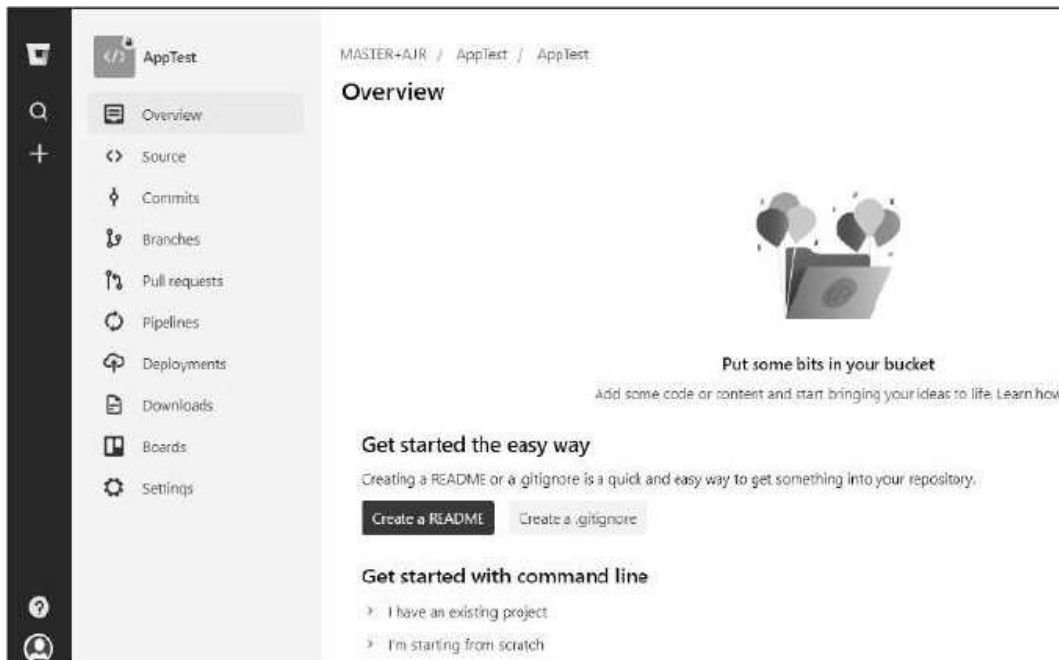 AppTest
Overview
Source
Commits
Branches
Pull requests
Pipelines
Deployments
Downloads
Boards
Settings
MASTER+AJR / AppTest / AppTest
Overview
Put some bits in your bucket
Add some code or content and start bringing your ideas to life. Learn how
Get started the easy way
Creating a README or a .gitignore is a quick and easy way to get something into your repository.
Create a README Create a .gitignore
Get started with command line
I have an existing project
I'm starting from scratch